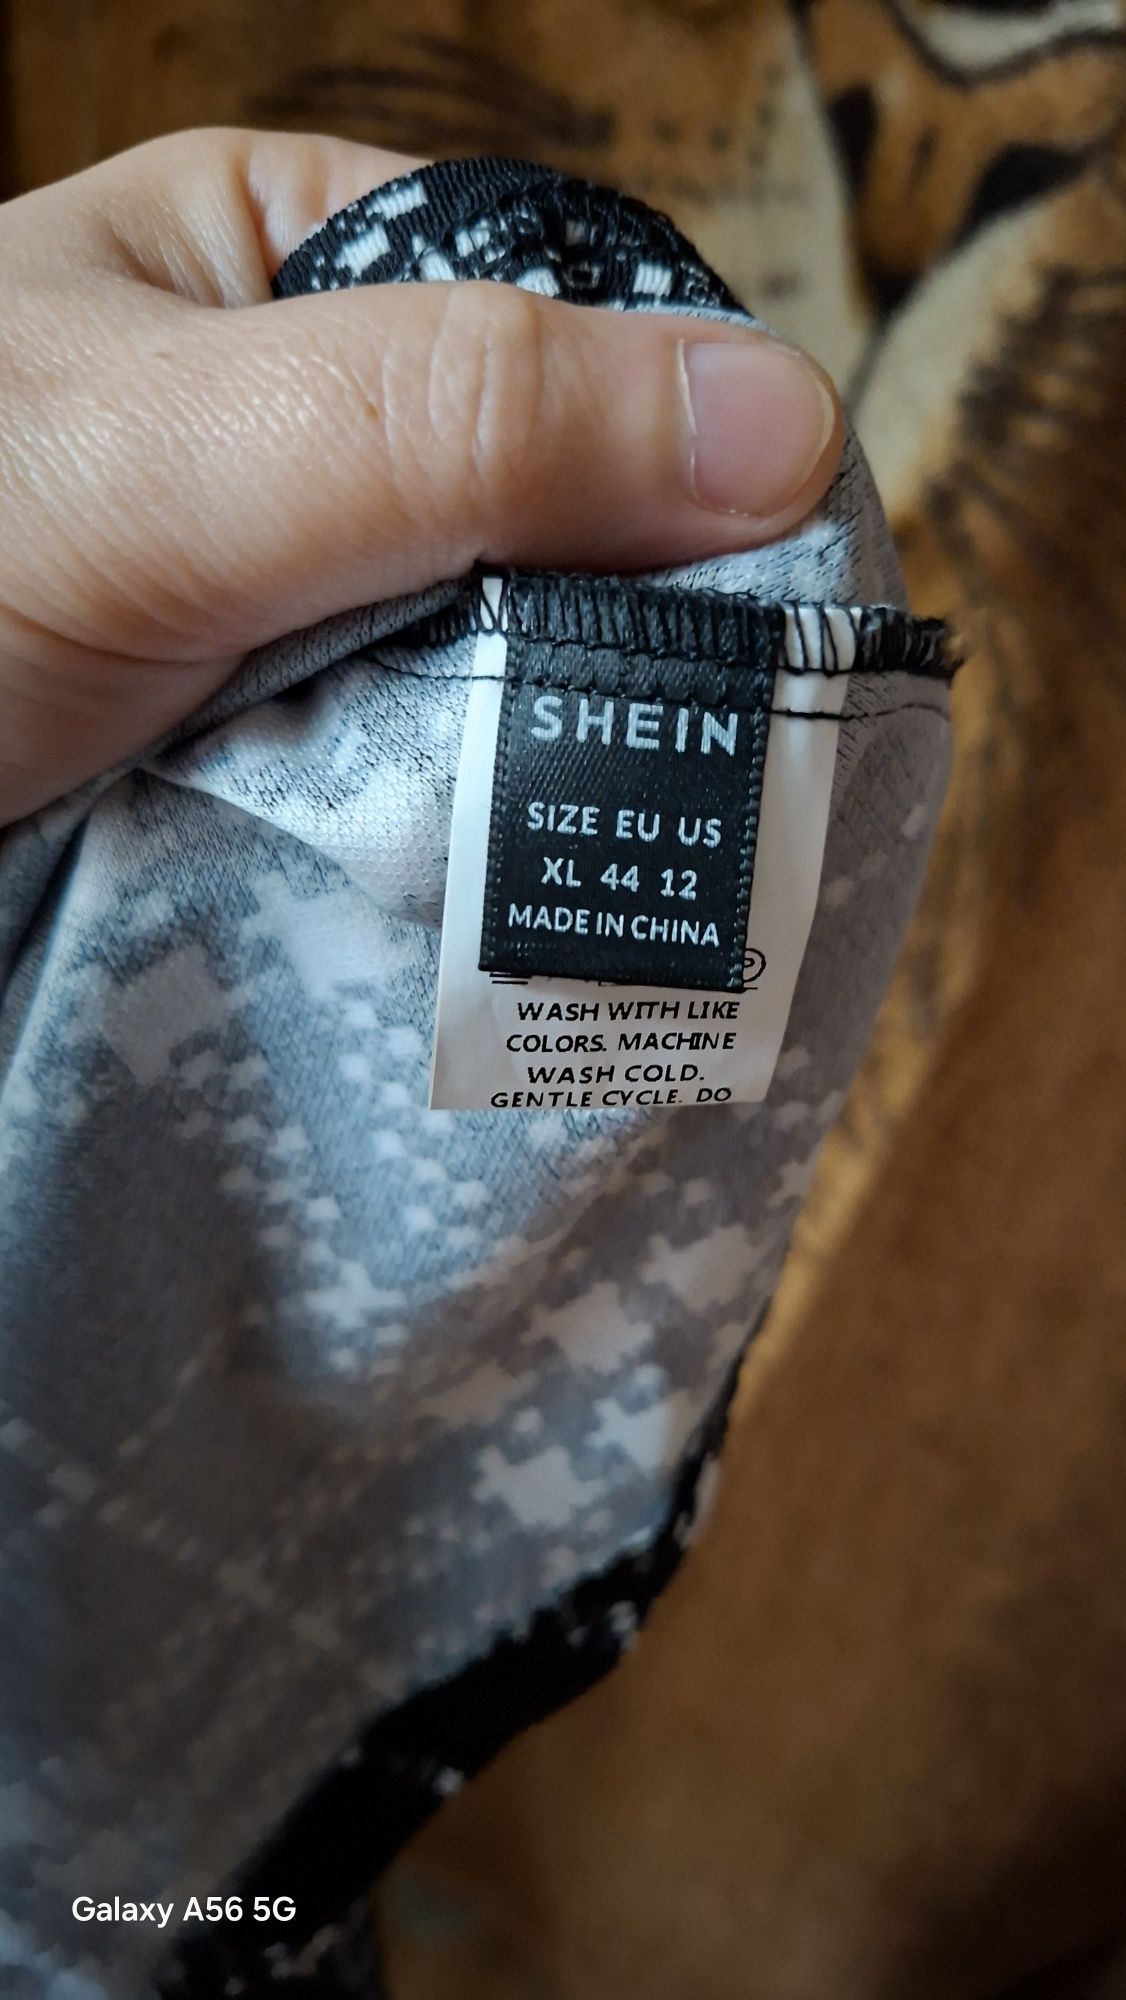 SHEIN
SIZE EU US
XL 44 12
MADE IN CHINA
WASH WITH LIKE
COLORS. MACHINE
WASH COLD.
GENTLE CYCLE. DO
Galaxy A56 5G